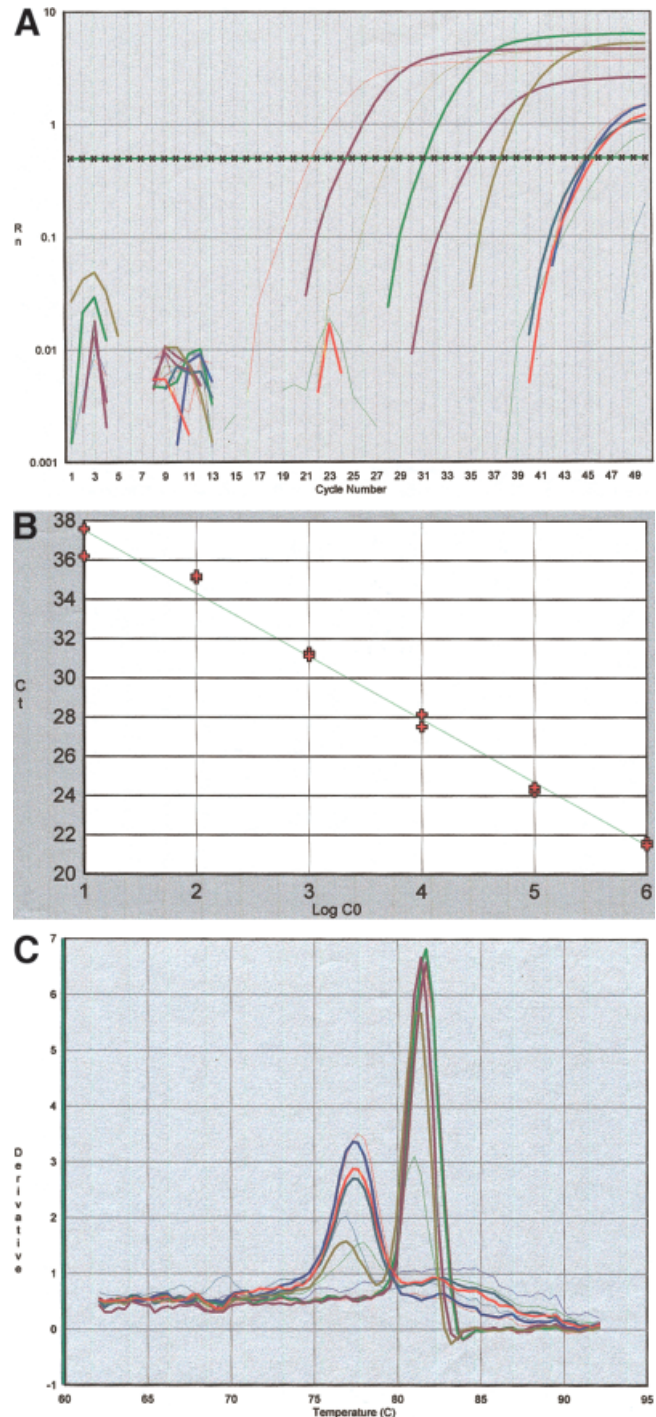 A
10
1
R
n
0.1
0.01
0.001
1 3 5 7 9 11 13 15 17 19 21 23 25 27 29 31 33 35 37 39 41 43 45 47 49
Cycle Number
B
38
36
34
32
C
t
30
28
26
24
22
20
1 2 3 4 5 6
Log C0
C
7
6
5
4
D
e
r
i
v
a
t
i
v
e
3
2
1
0
-1
60 65 70 75 80 85 90 95
Temperature (C)